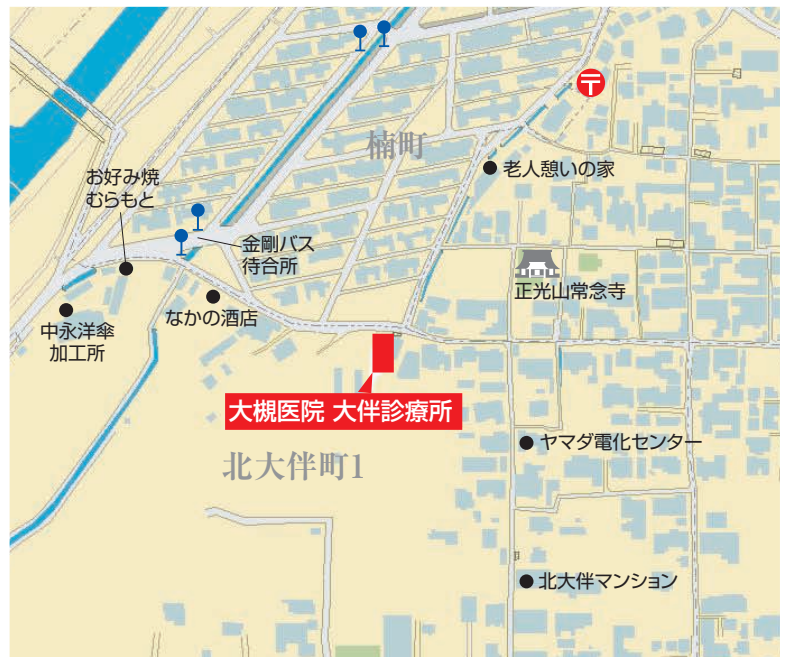 〒
楠町
老人憩いの家
お好み焼
むらもと
金剛バス
待合所
正光山常念寺
なかの酒店
中永洋傘
加工所
大槻医院 大伴診療所
北大伴町1
ヤマダ電化センター
北大伴マンション